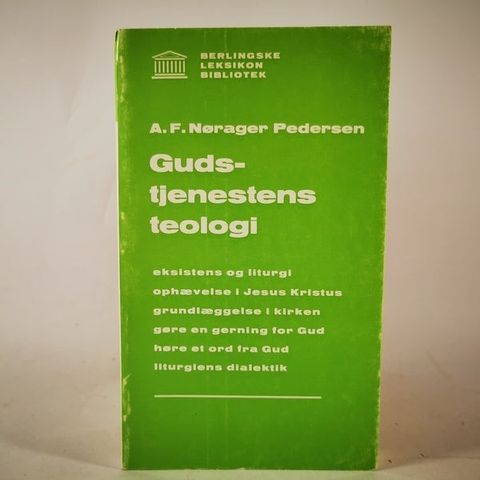 BERLINGSKE
LEKSIKON
BIBLIOTEK
A. F. Nørager Pedersen
Guds-
tjenestens
teologi
eksistens og liturgi
ophævelse i Jesus Kristus
grundlæggelse i kirken
gøre en gerning for Gud
høre et ord fra Gud
liturgiens dialektik